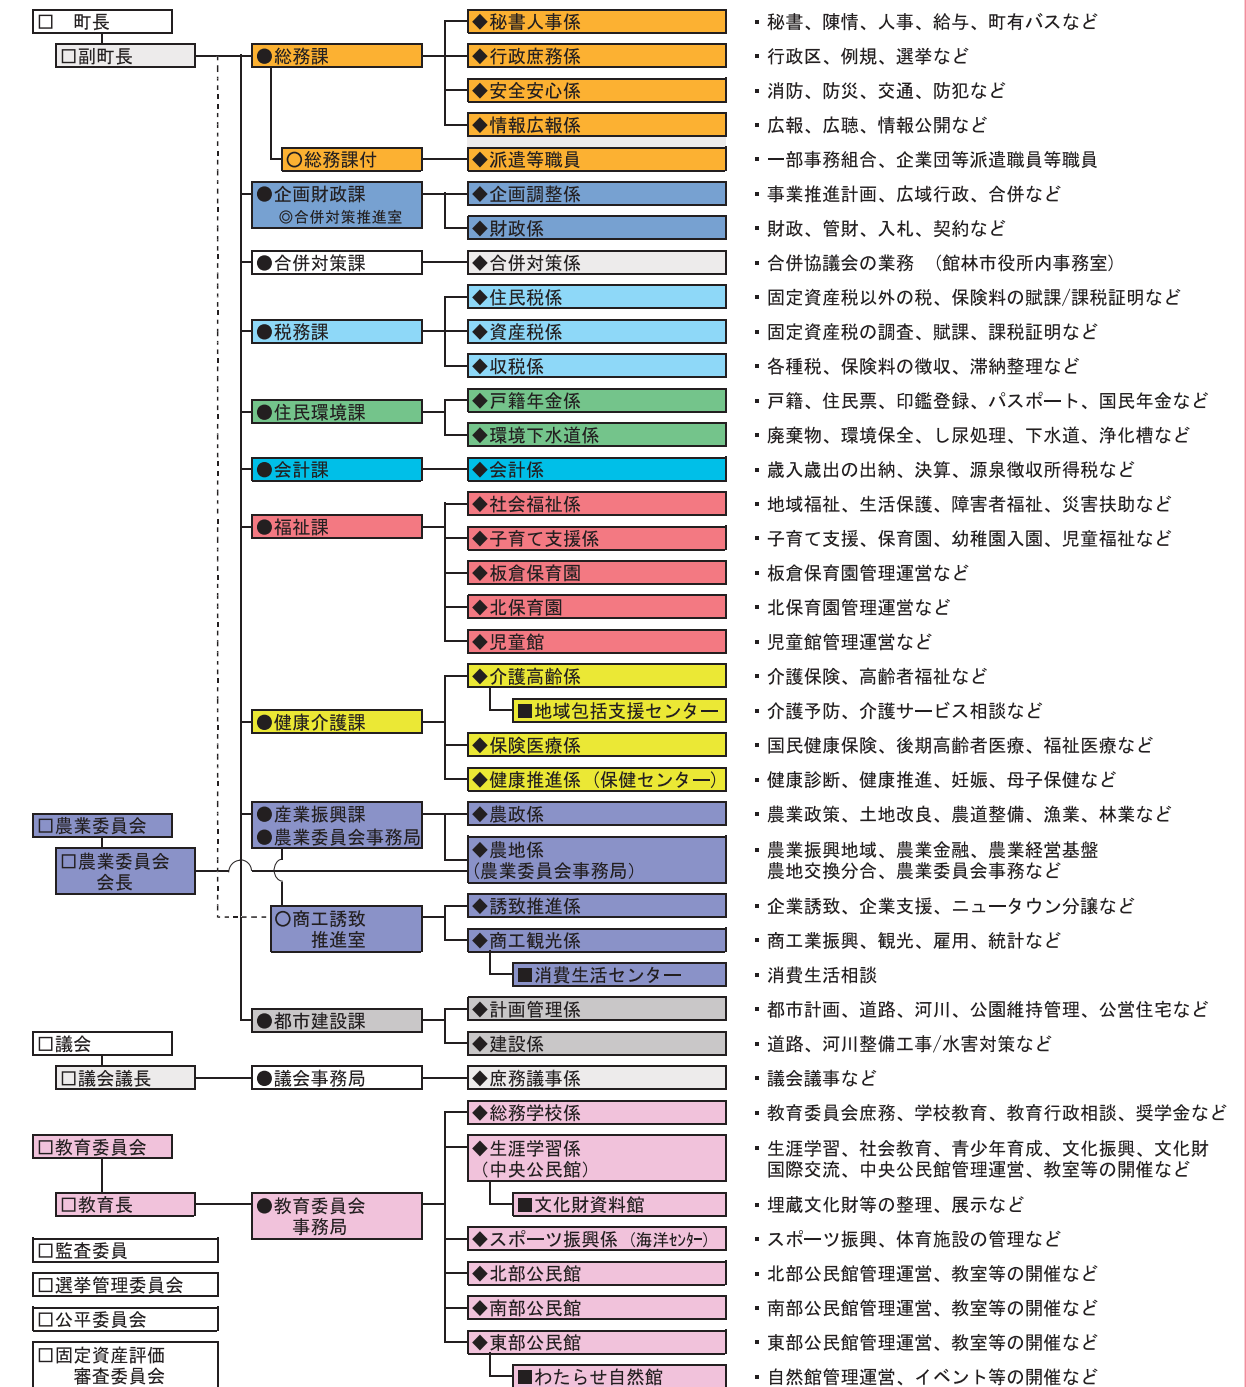 □　町長
□副町長
●総務課
◆秘書人事係
・秘書、陳情、人事、給与、町有バスなど
◆行政庶務係
・行政区、例規、選挙など
◆安全安心係
・消防、防災、交通、防犯など
◆情報広報係
・広報、広聴、情報公開など
○総務課付
◆派遣等職員
・一部事務組合、企業団等派遣職員等職員
●企画財政課
◎合併対策推進室
◆企画調整係
・事業推進計画、広域行政、合併など
◆財政係
・財政、管財、入札、契約など
●合併対策課
◆合併対策係
・合併協議会の業務　（館林市役所内事務室）
●税務課
◆住民税係
・固定資産税以外の税、保険料の賦課/課税証明など
◆資産税係
・固定資産税の調査、賦課、課税証明など
◆収税係
・各種税、保険料の徴収、滞納整理など
●住民環境課
◆戸籍年金係
・戸籍、住民票、印鑑登録、パスポート、国民年金など
◆環境下水道係
・廃棄物、環境保全、し尿処理、下水道、浄化槽など
●会計課
◆会計係
・歳入歳出の出納、決算、源泉徴収所得税など
●福祉課
◆社会福祉係
・地域福祉、生活保護、障害者福祉、災害扶助など
◆子育て支援係
・子育て支援、保育園、幼稚園入園、児童福祉など
◆板倉保育園
・板倉保育園管理運営など
◆北保育園
・北保育園管理運営など
◆児童館
・児童館管理運営など
●健康介護課
◆介護高齢係
・介護保険、高齢者福祉など
■地域包括支援センター
・介護予防、介護サービス相談など
◆保険医療係
・国民健康保険、後期高齢者医療、福祉医療など
◆健康推進係（保健センター）
・健康診断、健康推進、妊娠、母子保健など
□農業委員会
□農業委員会
会長
●産業振興課
●農業委員会事務局
◆農政係
・農業政策、土地改良、農道整備、漁業、林業など
◆農地係
（農業委員会事務局）
・農業振興地域、農業金融、農業経営基盤
農地交換分合、農業委員会事務など
○商工誘致
推進室
◆誘致推進係
・企業誘致、企業支援、ニュータウン分譲など
◆商工観光係
・商工業振興、観光、雇用、統計など
■消費生活センター
・消費生活相談
●都市建設課
◆計画管理係
・都市計画、道路、河川、公園維持管理、公営住宅など
◆建設係
・道路、河川整備工事/水害対策など
□議会
□議会議長
●議会事務局
◆庶務議事係
・議会議事など
□教育委員会
□教育長
●教育委員会
事務局
◆総務学校係
・教育委員会庶務、学校教育、教育行政相談、奨学金など
◆生涯学習係
（中央公民館）
・生涯学習、社会教育、青少年育成、文化振興、文化財
国際交流、中央公民館管理運営、教室等の開催など
■文化財資料館
・埋蔵文化財等の整理、展示など
◆スポーツ振興係（海洋センター）
・スポーツ振興、体育施設の管理など
◆北部公民館
・北部公民館管理運営、教室等の開催など
◆南部公民館
・南部公民館管理運営、教室等の開催など
◆東部公民館
・東部公民館管理運営、教室等の開催など
■わたらせ自然館
・自然館管理運営、イベント等の開催など
□監査委員
□選挙管理委員会
□公平委員会
□固定資産評価
審査委員会